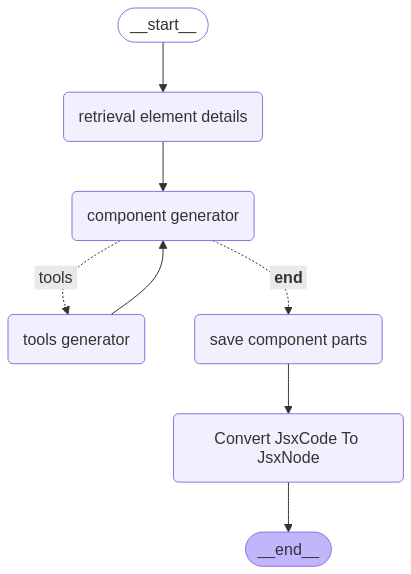 __start__
retrieval element details
component generator
tools
end
tools generator
save component parts
Convert JsxCode To
JsxNode
__end__